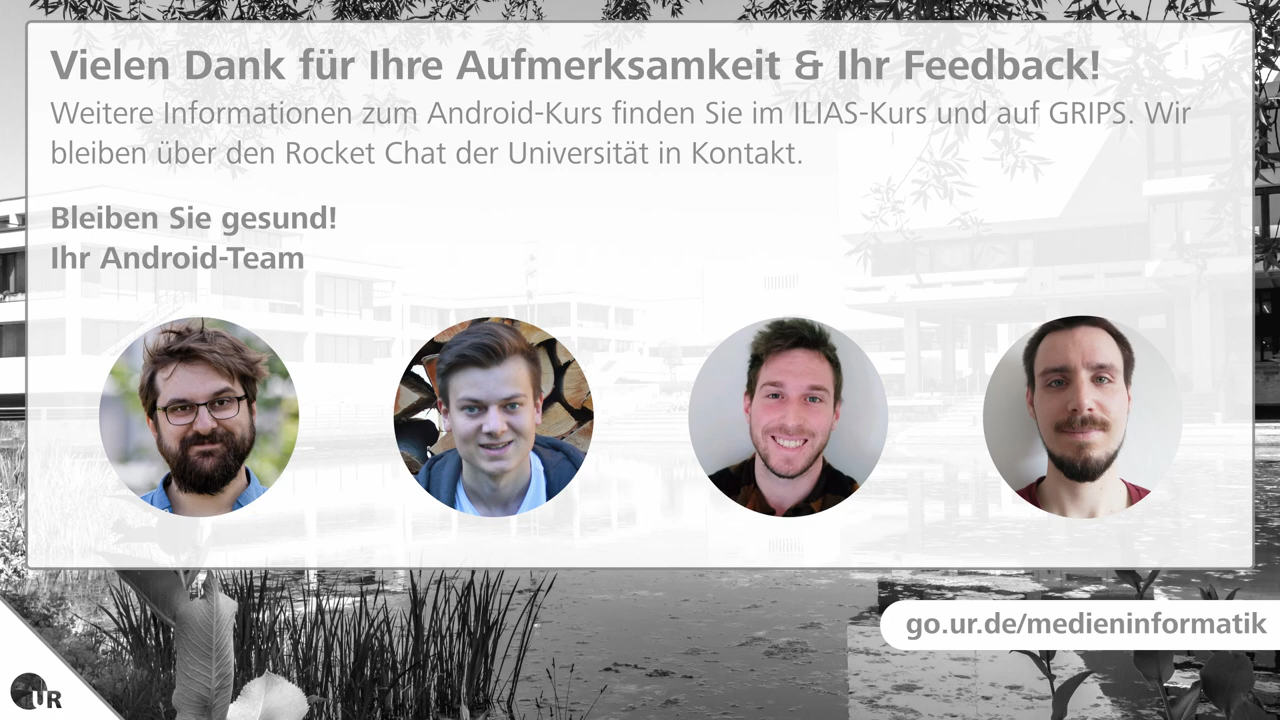 Vielen Dank für Ihre Aufmerksamkeit & Ihr Feedback!
Weitere Informationen zum Android-Kurs finden Sie im ILIAS-Kurs und auf GRIPS. Wir
bleiben über den Rocket Chat der Universität in Kontakt.
Bleiben Sie gesund!
Ihr Android-Team
go.ur.de/medieninformatik
UR